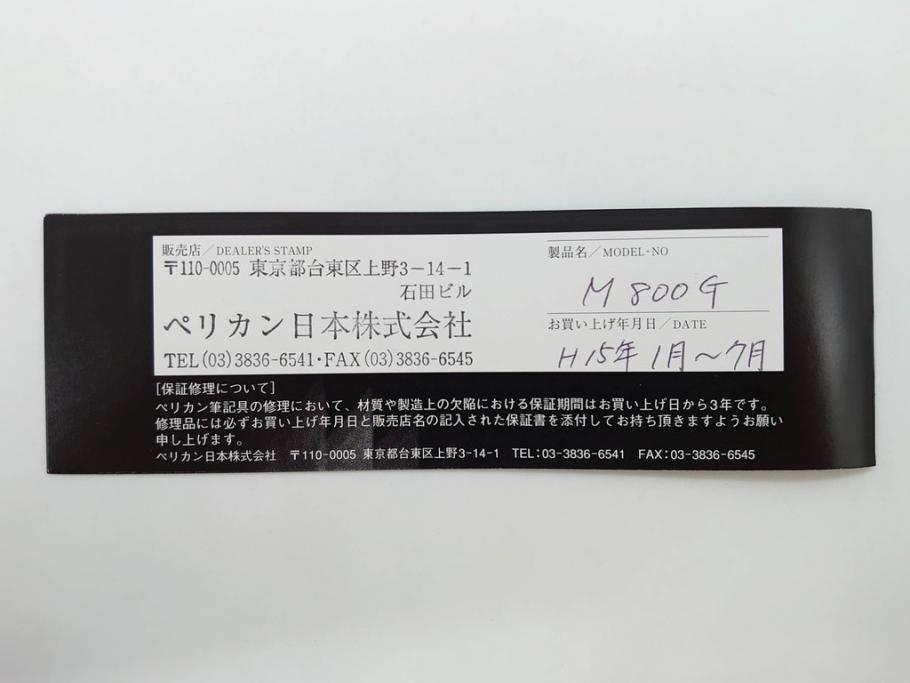 販売店／DEALER'S STAMP
〒110-0005 東京都台東区上野3－14－1
石田ビル
ペリカン日本株式会社
TEL(03)3836-6541・FAX(03)3836-6545
製品名／MODEL-NO
M 800 G
お買い上げ年月日／DATE
H 15年 1月～7月
[保証修理について]
ペリカン筆記具の修理において、材質や製造上の欠陥における保証期間はお買い上げ日から3年です。
修理品には必ずお買い上げ年月日と販売店名の記入された保証書を添付してお持ち頂きますようお願い
申し上げます。
ペリカン日本株式会社　〒110-0005 東京都台東区上野3-14-1　TEL:03-3836-6541　FAX:03-3836-6545